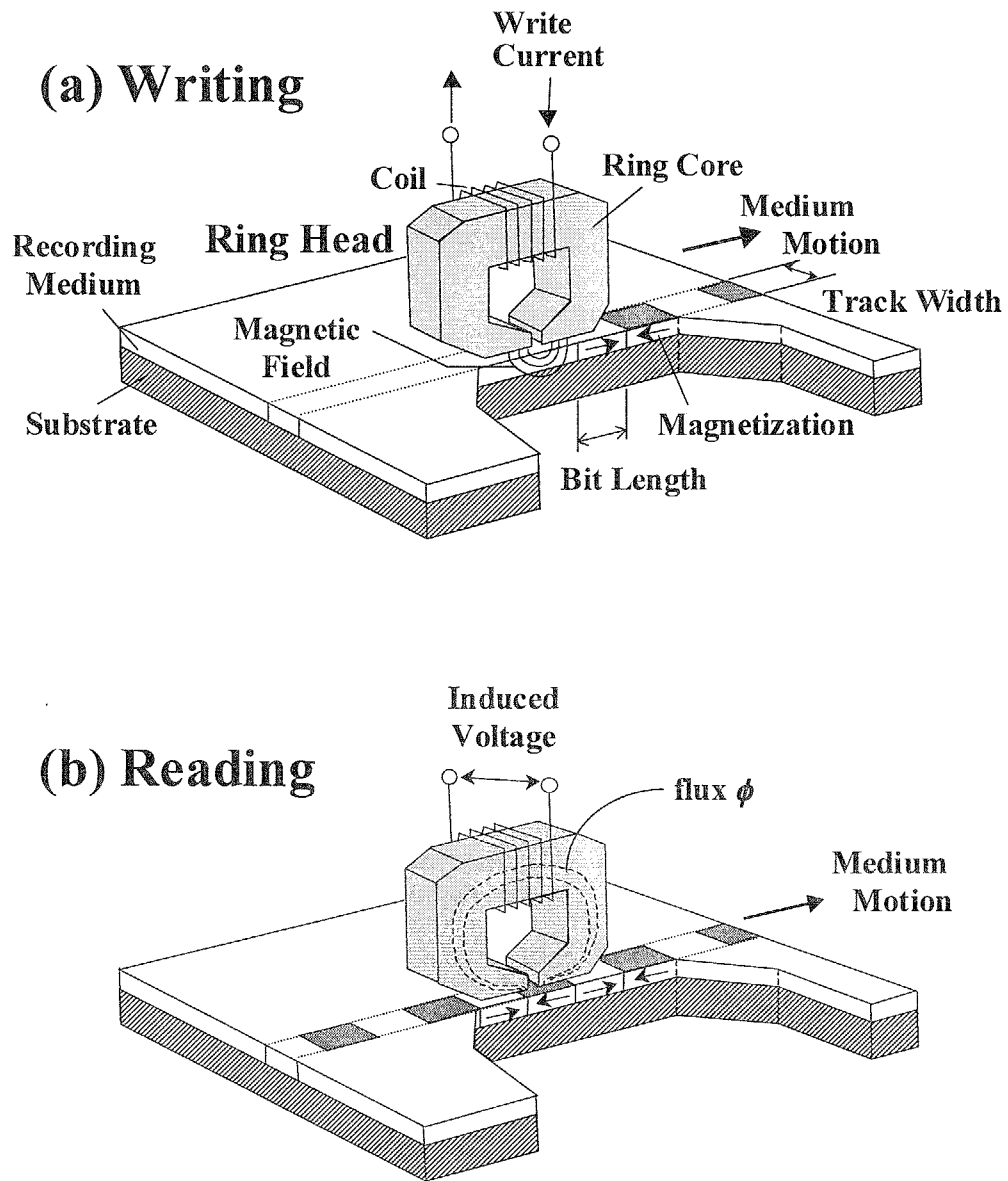 (a) Writing
Write
Current
Coil
Ring Core
Ring Head
Medium
Motion
Recording
Medium
Track Width
Magnetic
Field
Substrate
Magnetization
Bit Length
(b) Reading
Induced
Voltage
flux ϕ
Medium
Motion